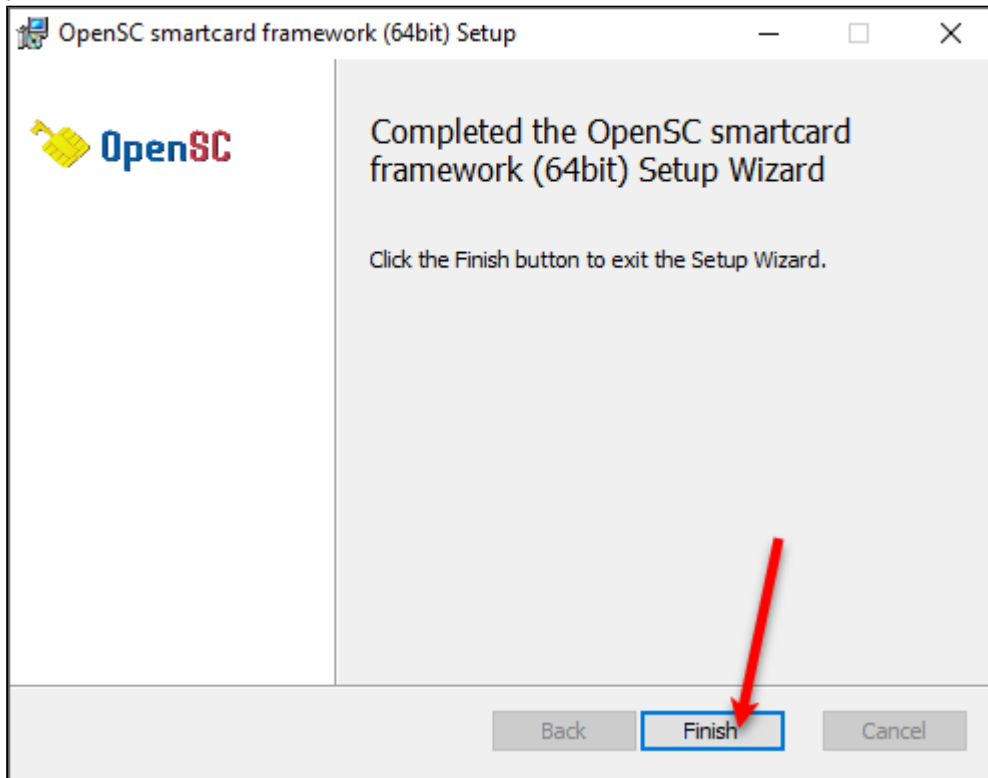 OpenSC smartcard framework (64bit) Setup
OpenSC
Completed the OpenSC smartcard
framework (64bit) Setup Wizard
Click the Finish button to exit the Setup Wizard.
Back
Finish
Cancel